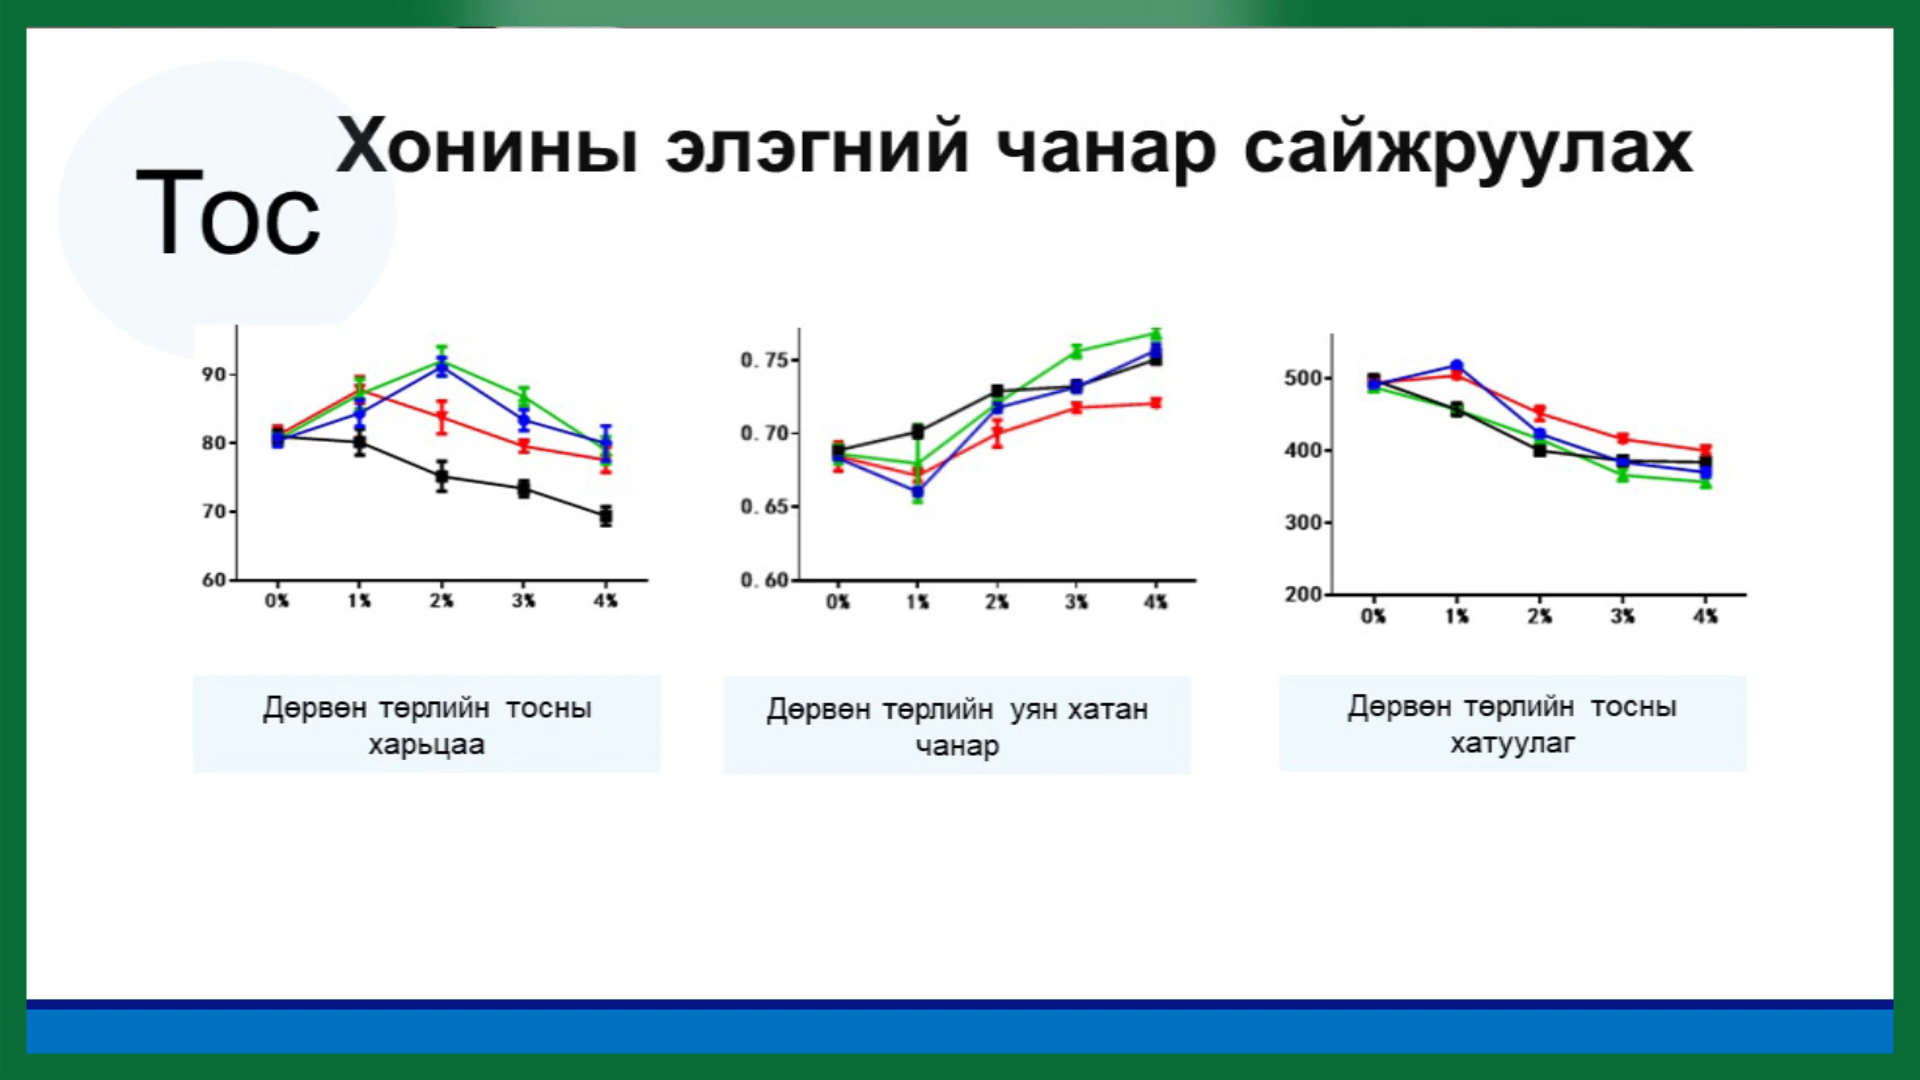 Хонины элэгний чанар сайжруулах
Тос
90
80
70
60
0% 1% 2% 3% 4%
0.75
0.70
0.65
0.60
0% 1% 2% 3% 4%
500
400
300
200
0% 1% 2% 3% 4%
Дөрвөн төрлийн тосны
харьцаа
Дөрвөн төрлийн уян хатан
чанар
Дөрвөн төрлийн тосны
хатуулаг